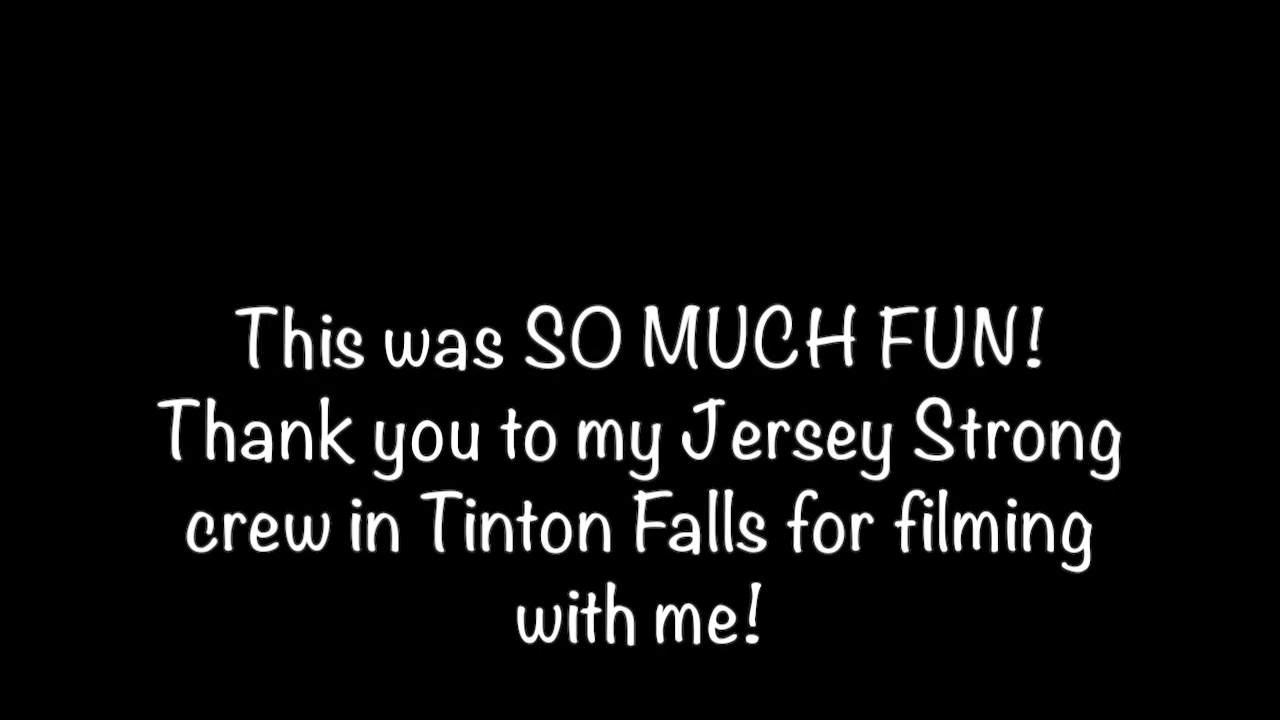 This was SO MUCH FUN!
Thank you to my Jersey Strong
crew in Tinton Falls for filming
with me!